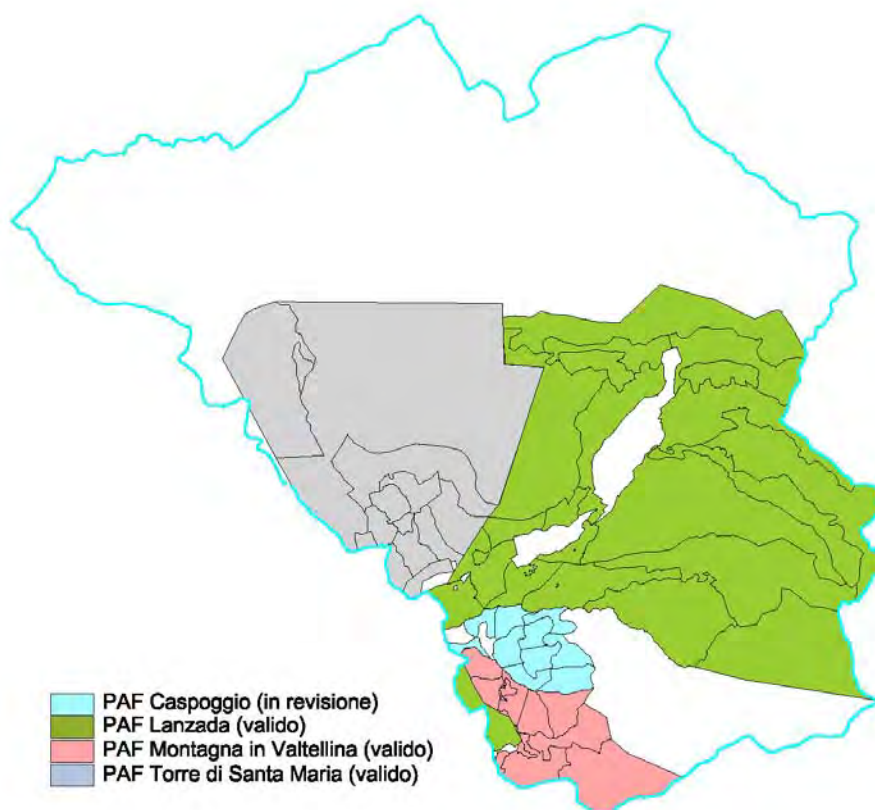 PAF Caspoggio (in revisione)
PAF Lanzada (valido)
PAF Montagna in Valtellina (valido)
PAF Torre di Santa Maria (valido)